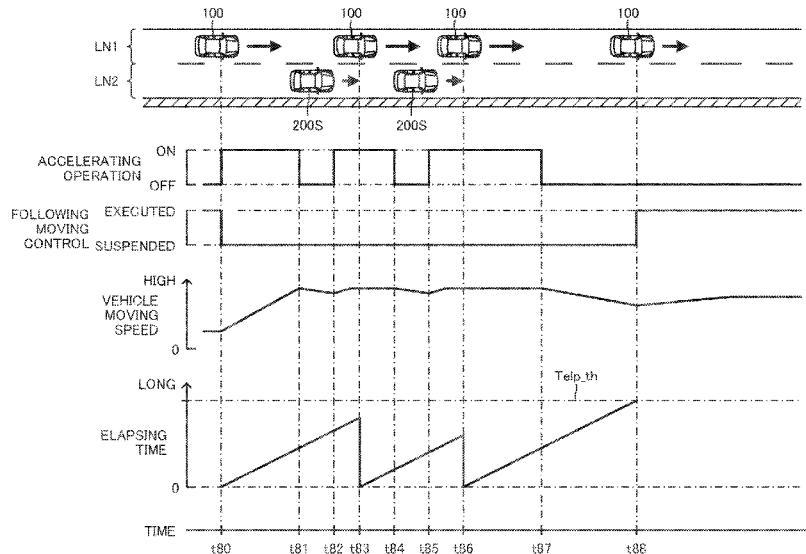 100 100 100 100
LN1
LN2
200S 200S
ACCELERATING
OPERATION
ON
OFF
FOLLOWING
MOVING
CONTROL
EXECUTED
SUSPENDED
HIGH
VEHICLE
MOVING
SPEED
0
LONG
Telp_th
ELAPSING
TIME
0
TIME
t80 t81 t82 t83 t84 t85 t86 t87 t88